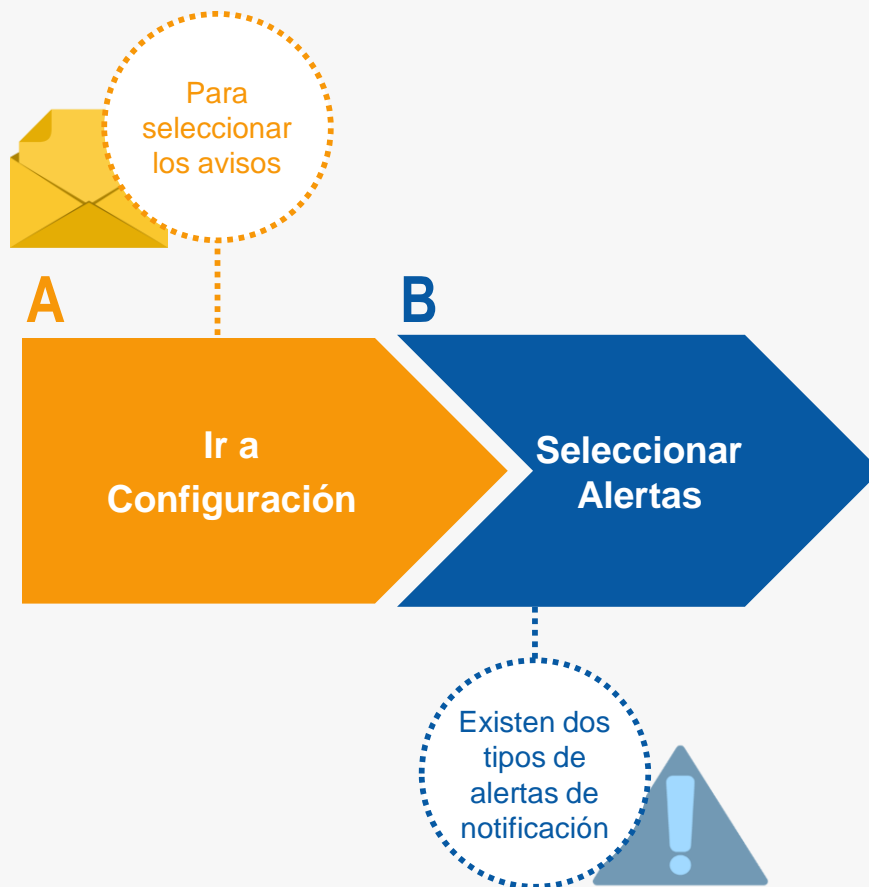 Para
seleccionar
los avisos
A
B
Ir a
Configuración
Seleccionar
Alertas
Existen dos
tipos de
alertas de
notificación